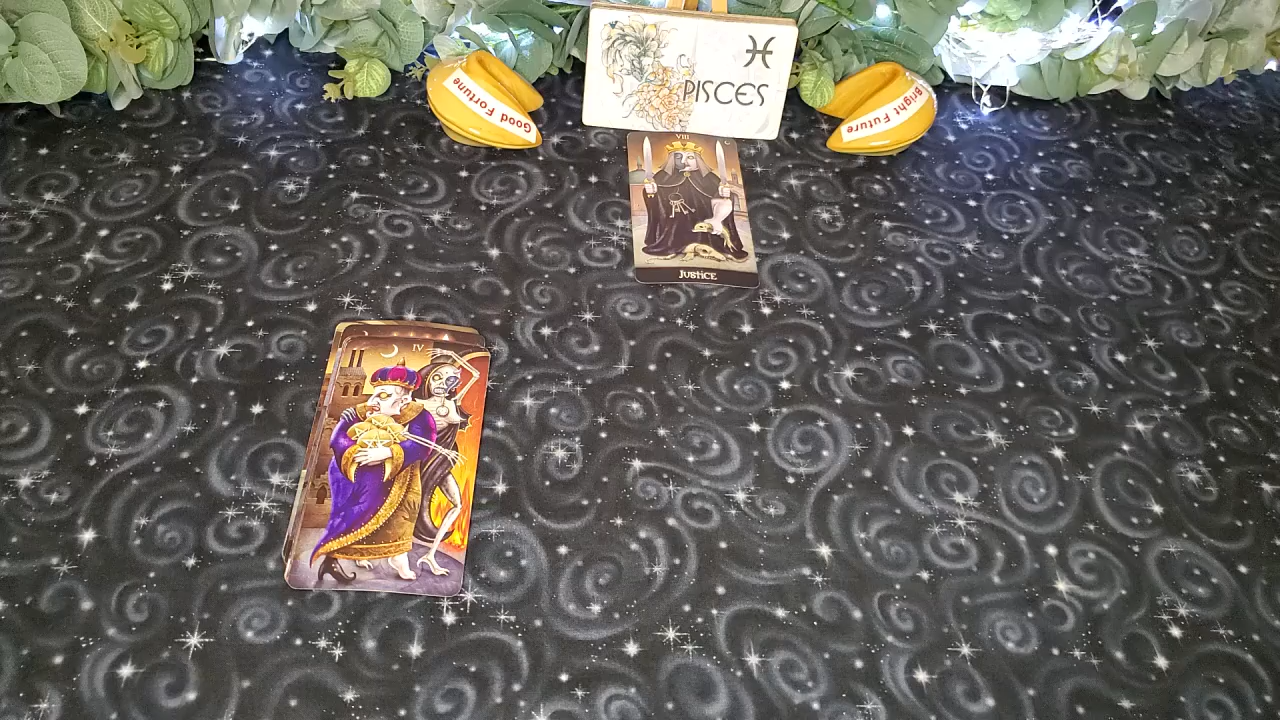 Good Fortune
♓
PISCES
Bright Future
VIII
JUSTICE
IV